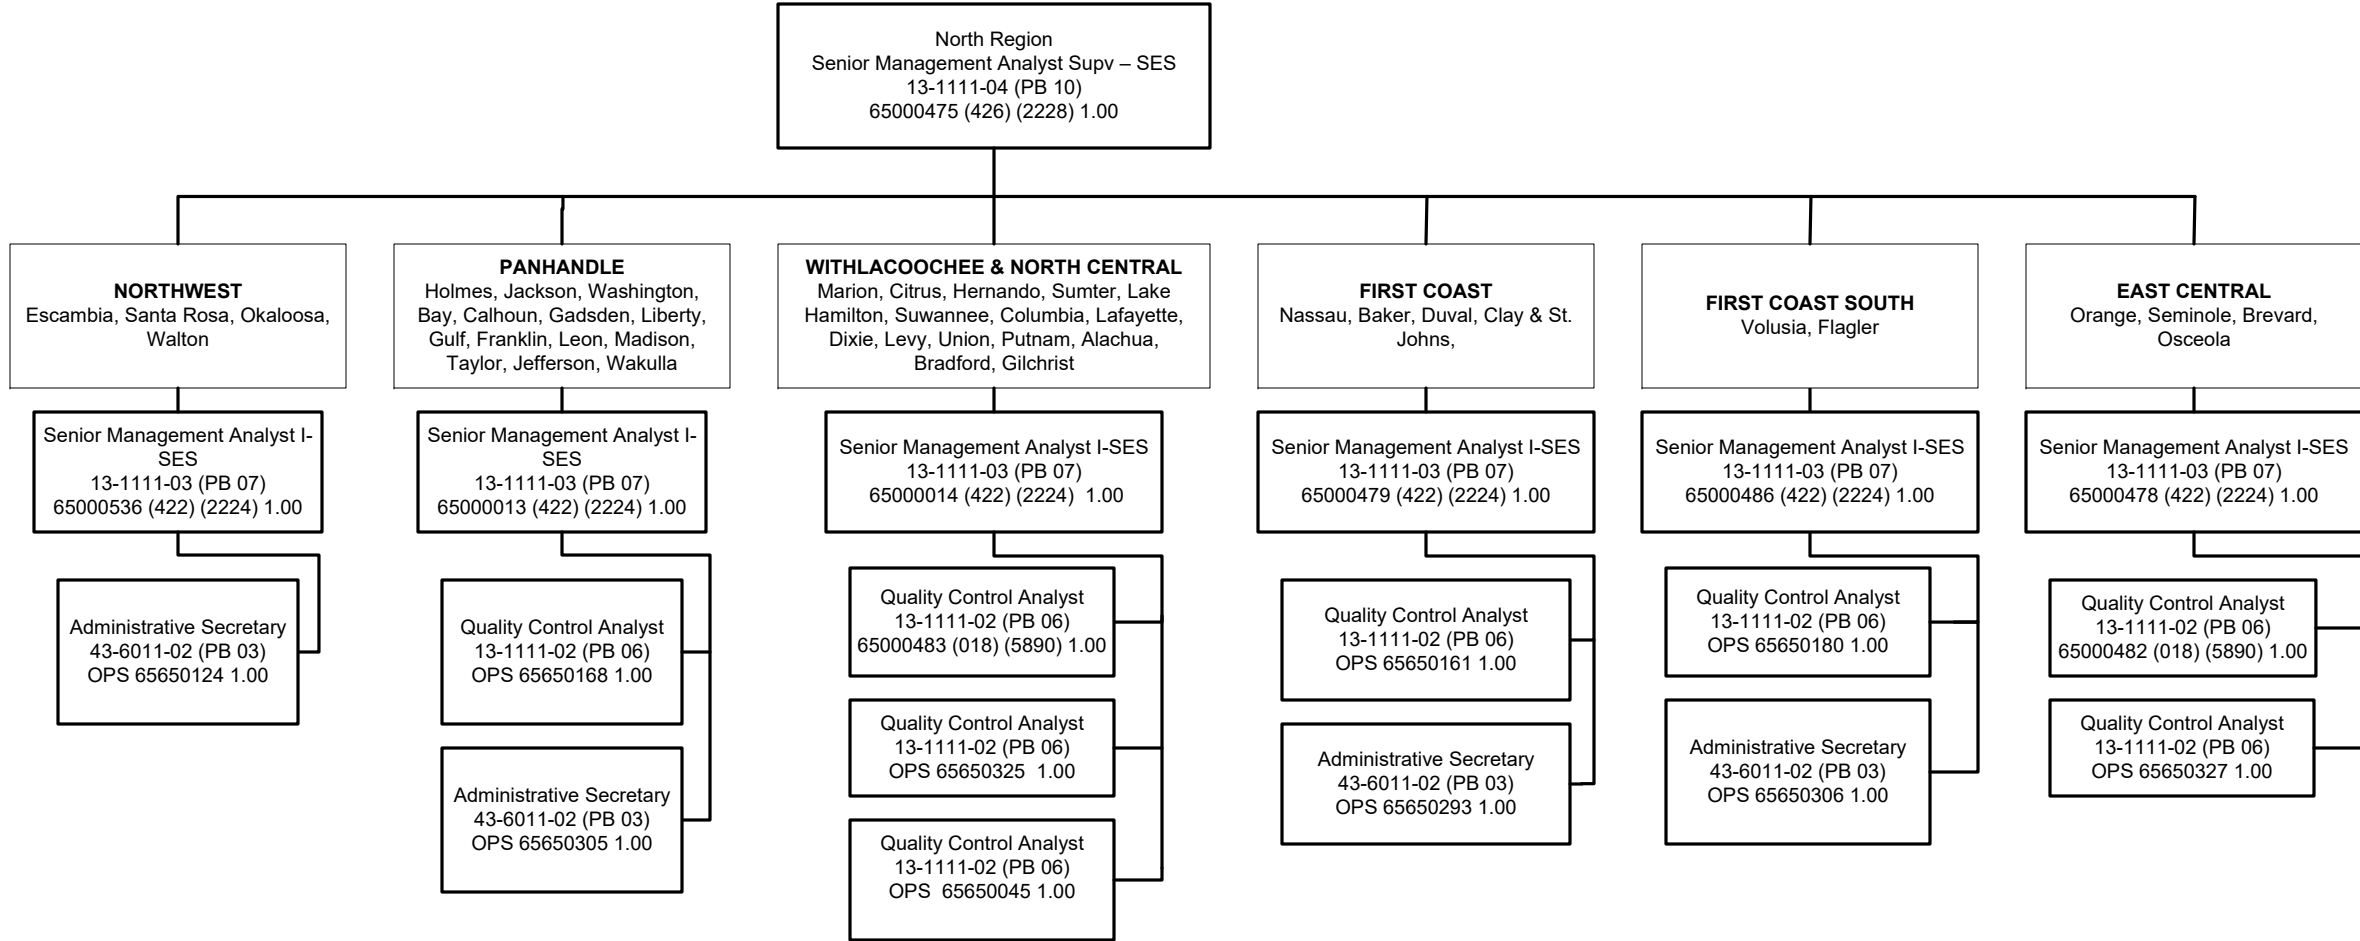 North Region
Senior Management Analyst Supv – SES
13-1111-04 (PB 10)
65000475 (426) (2228) 1.00
NORTHWEST
Escambia, Santa Rosa, Okaloosa,
Walton
PANHANDLE
Holmes, Jackson, Washington,
Bay, Calhoun, Gadsden, Liberty,
Gulf, Franklin, Leon, Madison,
Taylor, Jefferson, Wakulla
WITHLACOOCHEE & NORTH CENTRAL
Marion, Citrus, Hernando, Sumter, Lake
Hamilton, Suwannee, Columbia, Lafayette,
Dixie, Levy, Union, Putnam, Alachua,
Bradford, Gilchrist
FIRST COAST
Nassau, Baker, Duval, Clay & St.
Johns,
FIRST COAST SOUTH
Volusia, Flagler
EAST CENTRAL
Orange, Seminole, Brevard,
Osceola
Senior Management Analyst I-
SES
13-1111-03 (PB 07)
65000536 (422) (2224) 1.00
Senior Management Analyst I-
SES
13-1111-03 (PB 07)
65000013 (422) (2224) 1.00
Senior Management Analyst I-SES
13-1111-03 (PB 07)
65000014 (422) (2224)  1.00
Senior Management Analyst I-SES
13-1111-03 (PB 07)
65000479 (422) (2224) 1.00
Senior Management Analyst I-SES
13-1111-03 (PB 07)
65000486 (422) (2224) 1.00
Senior Management Analyst I-SES
13-1111-03 (PB 07)
65000478 (422) (2224) 1.00
Administrative Secretary
43-6011-02 (PB 03)
OPS 65650124 1.00
Quality Control Analyst
13-1111-02 (PB 06)
OPS 65650168 1.00
Administrative Secretary
43-6011-02 (PB 03)
OPS 65650305 1.00
Quality Control Analyst
13-1111-02 (PB 06)
65000483 (018) (5890) 1.00
Quality Control Analyst
13-1111-02 (PB 06)
OPS 65650325  1.00
Quality Control Analyst
13-1111-02 (PB 06)
OPS  65650045 1.00
Quality Control Analyst
13-1111-02 (PB 06)
OPS 65650161 1.00
Administrative Secretary
43-6011-02 (PB 03)
OPS 65650293 1.00
Quality Control Analyst
13-1111-02 (PB 06)
OPS 65650180 1.00
Administrative Secretary
43-6011-02 (PB 03)
OPS 65650306 1.00
Quality Control Analyst
13-1111-02 (PB 06)
65000482 (018) (5890) 1.00
Quality Control Analyst
13-1111-02 (PB 06)
OPS 65650327 1.00